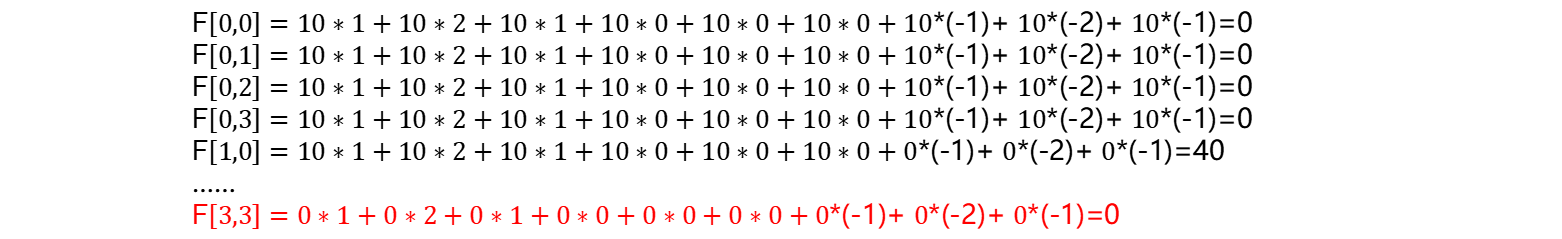 F[0,0] = 10 ∗ 1 + 10 ∗ 2 + 10 ∗ 1 + 10 ∗ 0 + 10 ∗ 0 + 10 ∗ 0 + 10*(-1)+ 10*(-2)+ 10*(-1)=0
F[0,1] = 10 ∗ 1 + 10 ∗ 2 + 10 ∗ 1 + 10 ∗ 0 + 10 ∗ 0 + 10 ∗ 0 + 10*(-1)+ 10*(-2)+ 10*(-1)=0
F[0,2] = 10 ∗ 1 + 10 ∗ 2 + 10 ∗ 1 + 10 ∗ 0 + 10 ∗ 0 + 10 ∗ 0 + 10*(-1)+ 10*(-2)+ 10*(-1)=0
F[0,3] = 10 ∗ 1 + 10 ∗ 2 + 10 ∗ 1 + 10 ∗ 0 + 10 ∗ 0 + 10 ∗ 0 + 10*(-1)+ 10*(-2)+ 10*(-1)=0
F[1,0] = 10 ∗ 1 + 10 ∗ 2 + 10 ∗ 1 + 10 ∗ 0 + 10 ∗ 0 + 10 ∗ 0 + 0*(-1)+ 0*(-2)+ 0*(-1)=40
......
F[3,3] = 0 ∗ 1 + 0 ∗ 2 + 0 ∗ 1 + 0 ∗ 0 + 0 ∗ 0 + 0 ∗ 0 + 0*(-1)+ 0*(-2)+ 0*(-1)=0